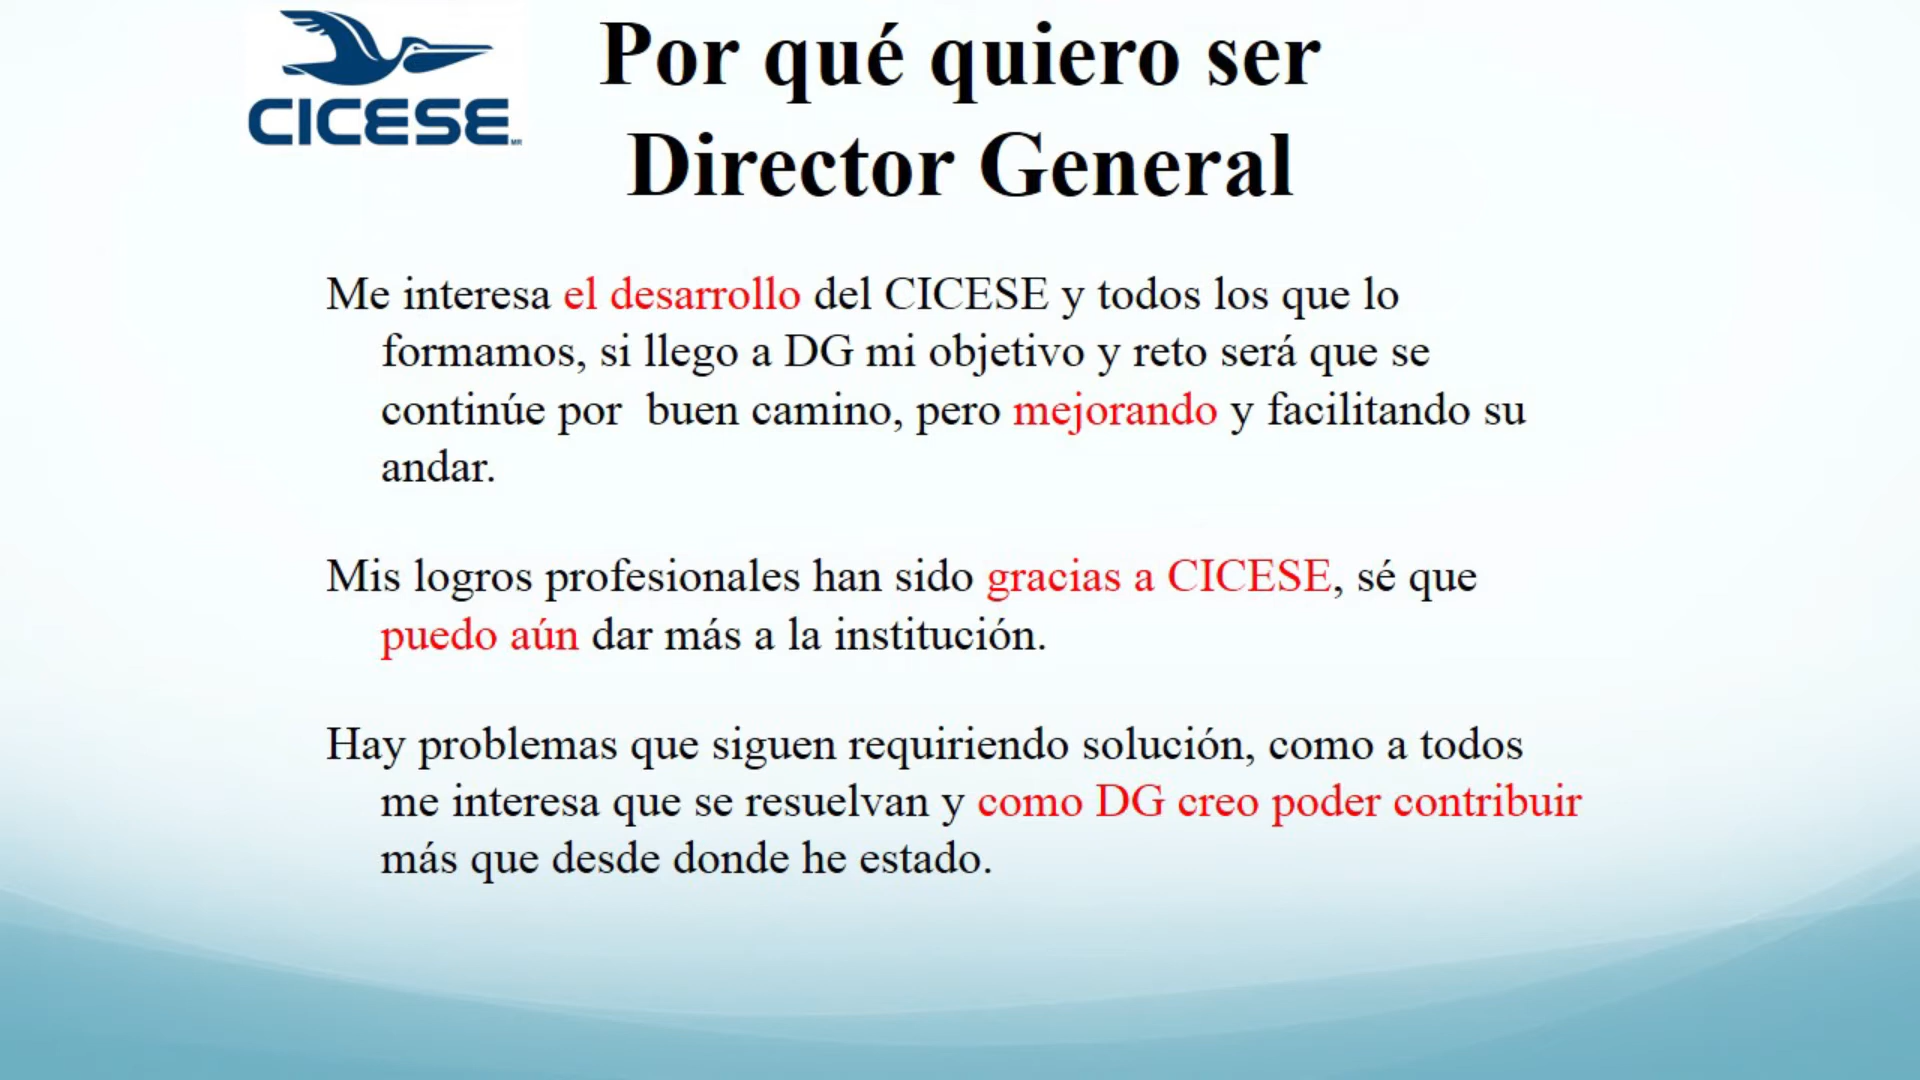 CICESE
MR
Por qué quiero ser
Director General
Me interesa el desarrollo del CICESE y todos los que lo
formamos, si llego a DG mi objetivo y reto será que se
continúe por  buen camino, pero mejorando y facilitando su
andar.
Mis logros profesionales han sido gracias a CICESE, sé que
puedo aún dar más a la institución.
Hay problemas que siguen requiriendo solución, como a todos
me interesa que se resuelvan y como DG creo poder contribuir
más que desde donde he estado.